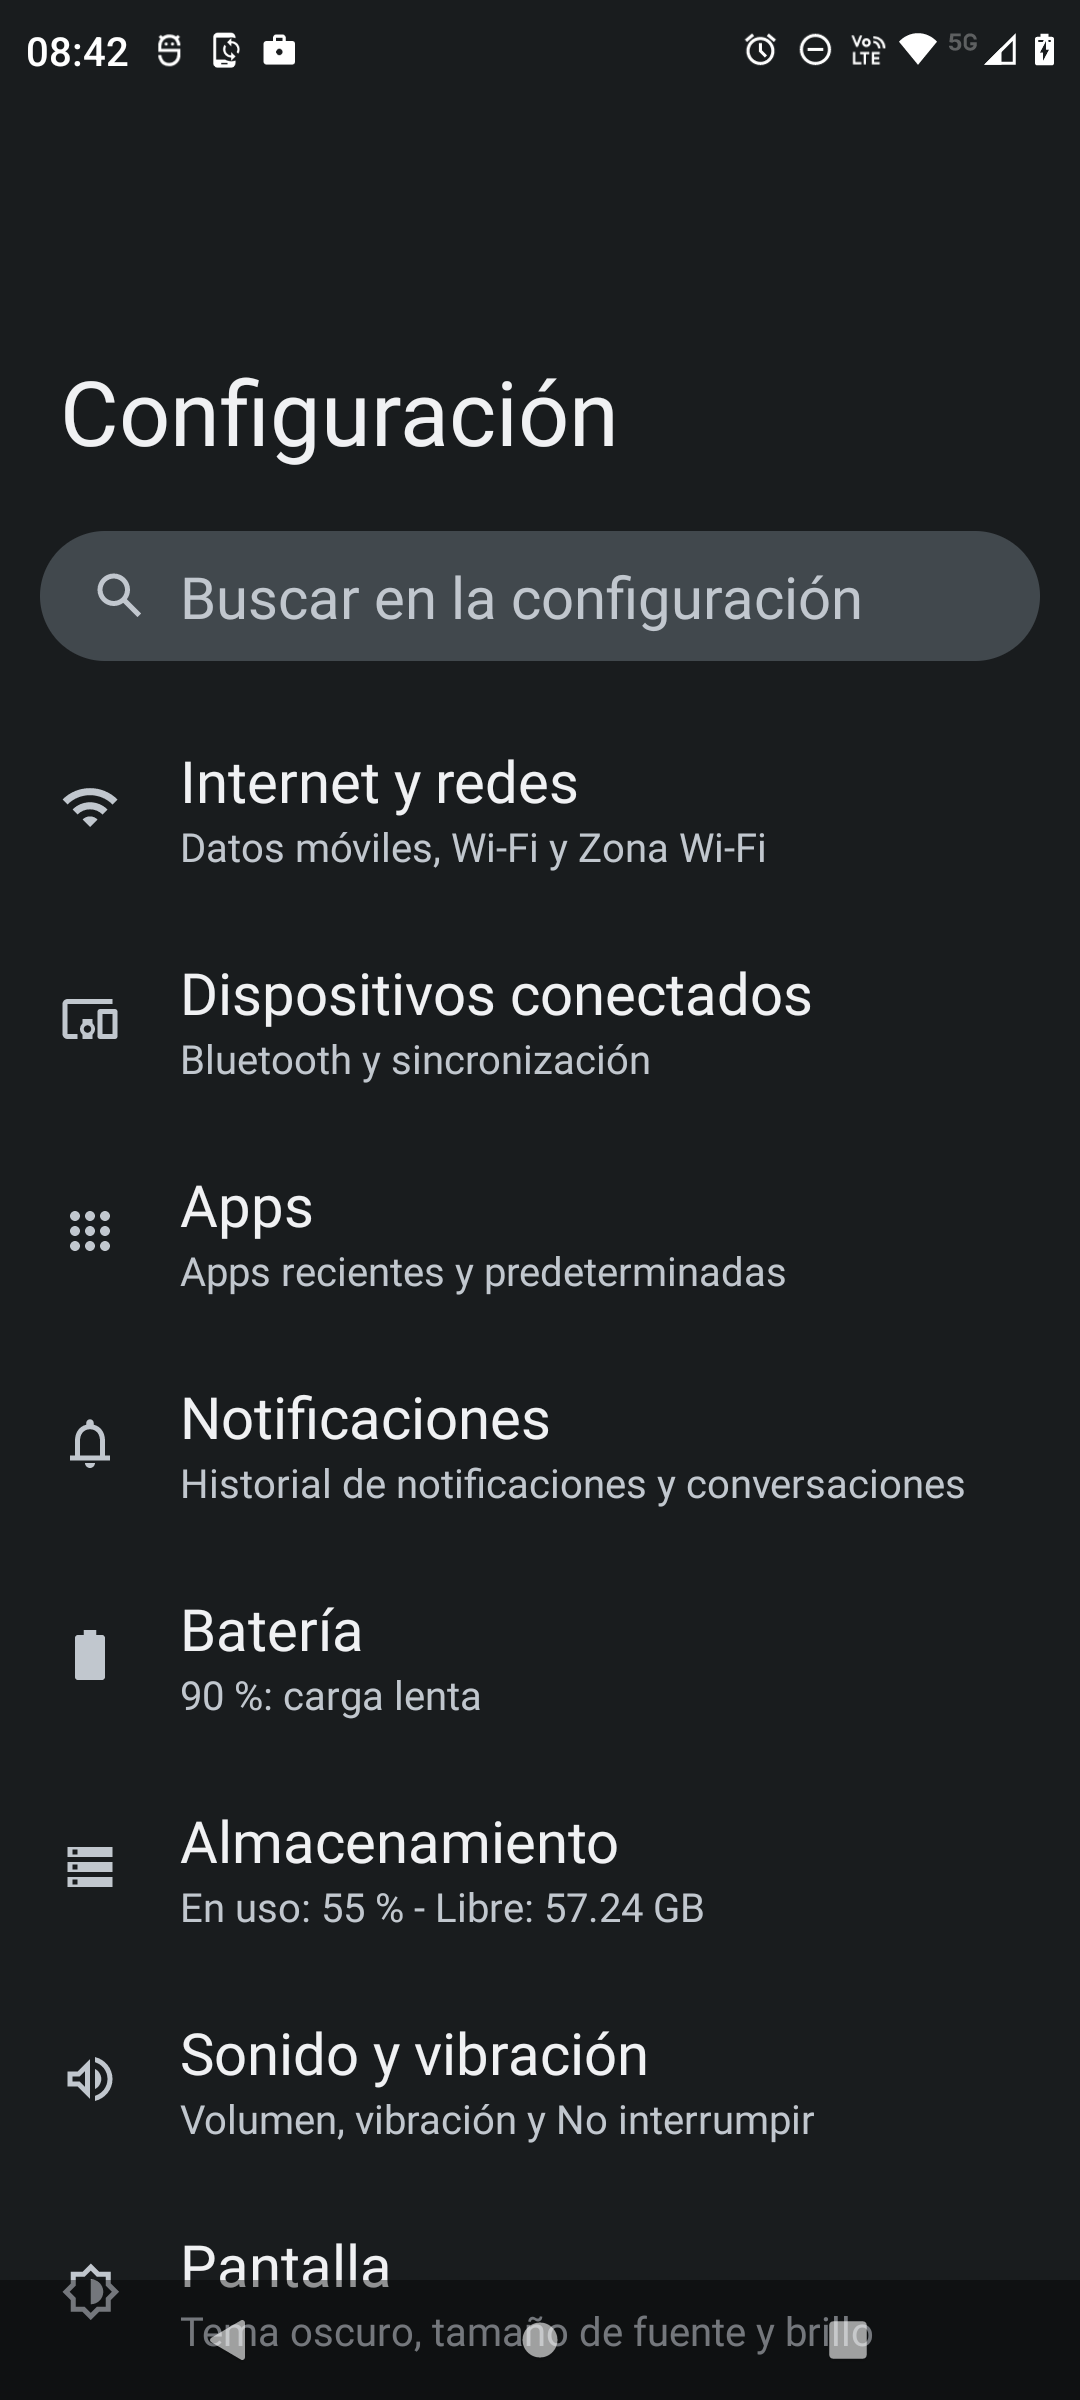 08:42
Vo LTE 5G
Configuración
Buscar en la configuración
Internet y redes
Datos móviles, Wi-Fi y Zona Wi-Fi
Dispositivos conectados
Bluetooth y sincronización
Apps
Apps recientes y predeterminadas
Notificaciones
Historial de notificaciones y conversaciones
Batería
90 %: carga lenta
Almacenamiento
En uso: 55 % - Libre: 57.24 GB
Sonido y vibración
Volumen, vibración y No interrumpir
Pantalla
Tema oscuro, tamaño de fuente y brillo